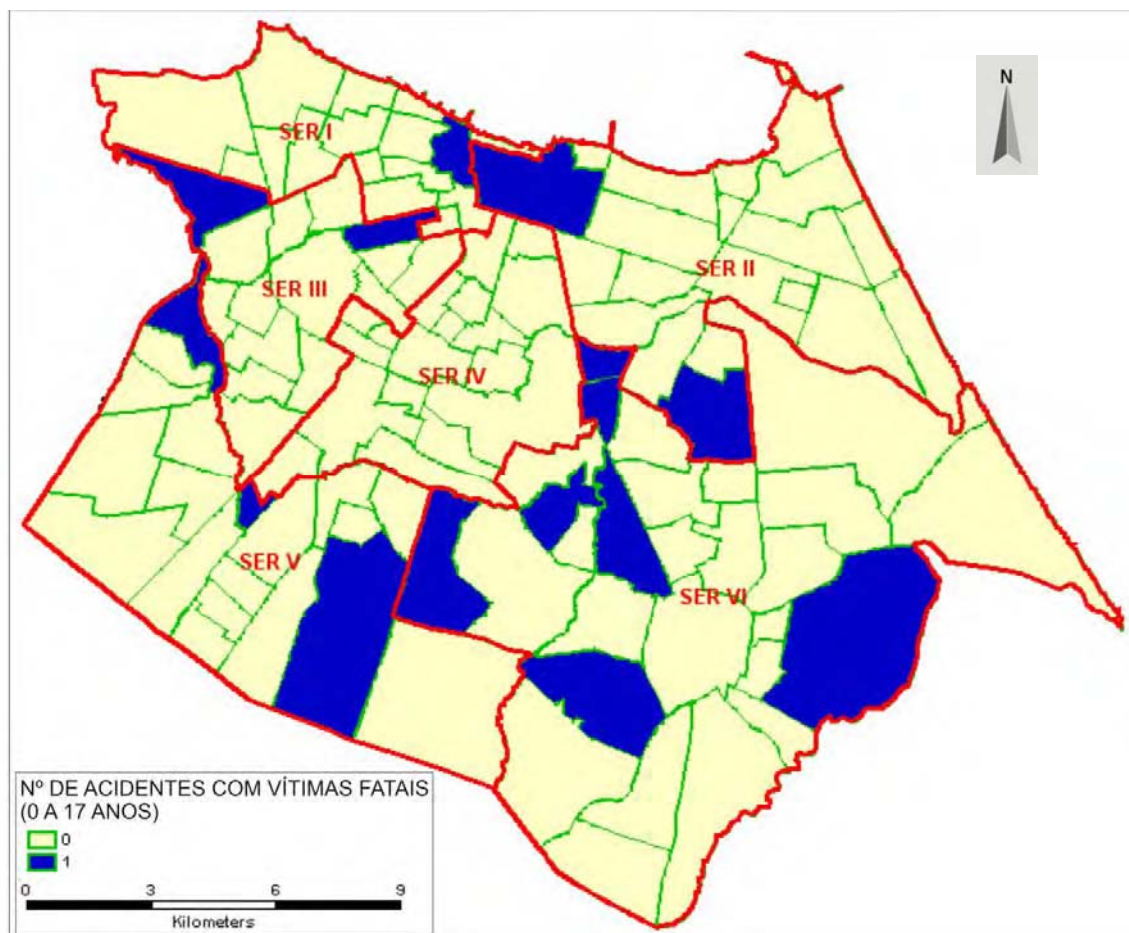 N
SER I
SER II
SER III
SER IV
SER V
SER VI
Nº DE ACIDENTES COM VÍTIMAS FATAIS
(0 A 17 ANOS)
0
1
0 3 6 9
Kilometers